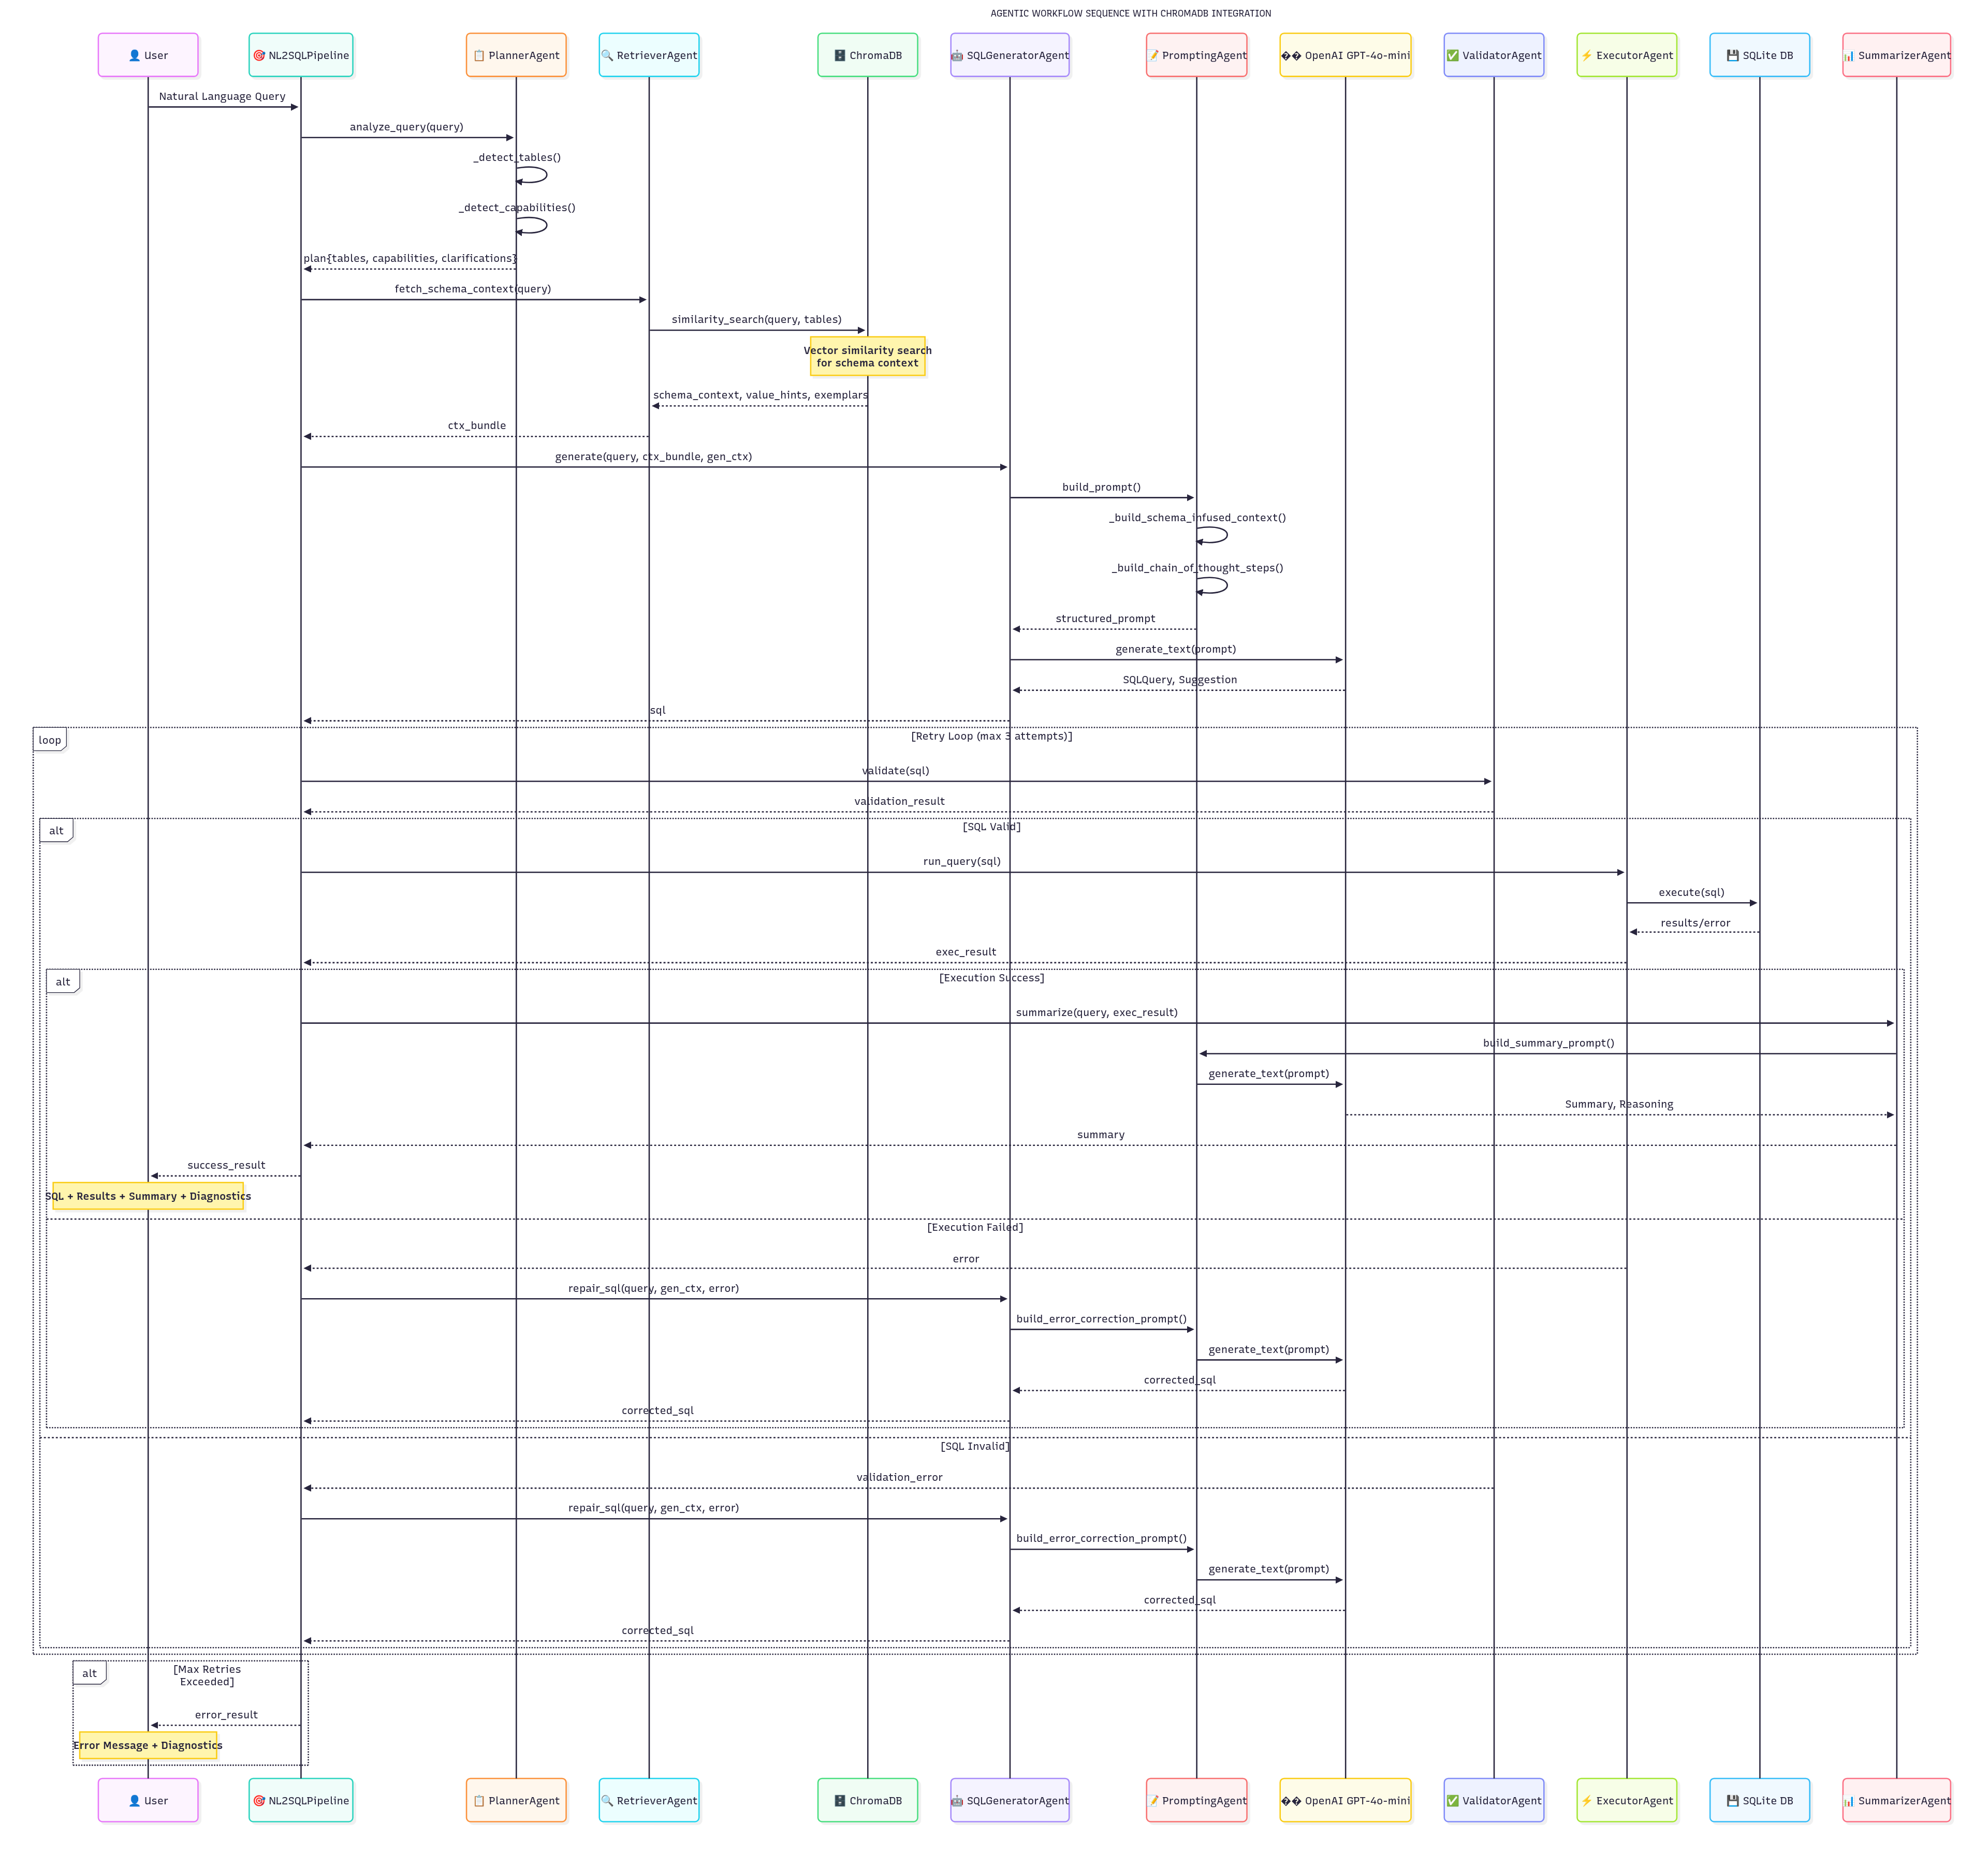 AGENTIC WORKFLOW SEQUENCE WITH CHROMADB INTEGRATION
👤 User
🎯 NL2SQLPipeline
📋 PlannerAgent
🔍 RetrieverAgent
🗄️ ChromaDB
🤖 SQLGeneratorAgent
📝 PromptingAgent
�� OpenAI GPT-4o-mini
✅ ValidatorAgent
⚡ ExecutorAgent
💾 SQLite DB
📊 SummarizerAgent
Natural Language Query
analyze_query(query)
_detect_tables()
_detect_capabilities()
plan{tables, capabilities, clarifications}
fetch_schema_context(query)
similarity_search(query, tables)
Vector similarity search
for schema context
schema_context, value_hints, exemplars
ctx_bundle
generate(query, ctx_bundle, gen_ctx)
build_prompt()
_build_schema_infused_context()
_build_chain_of_thought_steps()
structured_prompt
generate_text(prompt)
SQLQuery, Suggestion
sql
loop
[Retry Loop (max 3 attempts)]
validate(sql)
validation_result
alt
[SQL Valid]
run_query(sql)
execute(sql)
results/error
exec_result
alt
[Execution Success]
summarize(query, exec_result)
build_summary_prompt()
generate_text(prompt)
Summary, Reasoning
summary
success_result
SQL + Results + Summary + Diagnostics
[Execution Failed]
error
repair_sql(query, gen_ctx, error)
build_error_correction_prompt()
generate_text(prompt)
corrected_sql
corrected_sql
[SQL Invalid]
validation_error
repair_sql(query, gen_ctx, error)
build_error_correction_prompt()
generate_text(prompt)
corrected_sql
corrected_sql
alt
[Max Retries
Exceeded]
error_result
Error Message + Diagnostics
👤 User
🎯 NL2SQLPipeline
📋 PlannerAgent
🔍 RetrieverAgent
🗄️ ChromaDB
🤖 SQLGeneratorAgent
📝 PromptingAgent
�� OpenAI GPT-4o-mini
✅ ValidatorAgent
⚡ ExecutorAgent
💾 SQLite DB
📊 SummarizerAgent